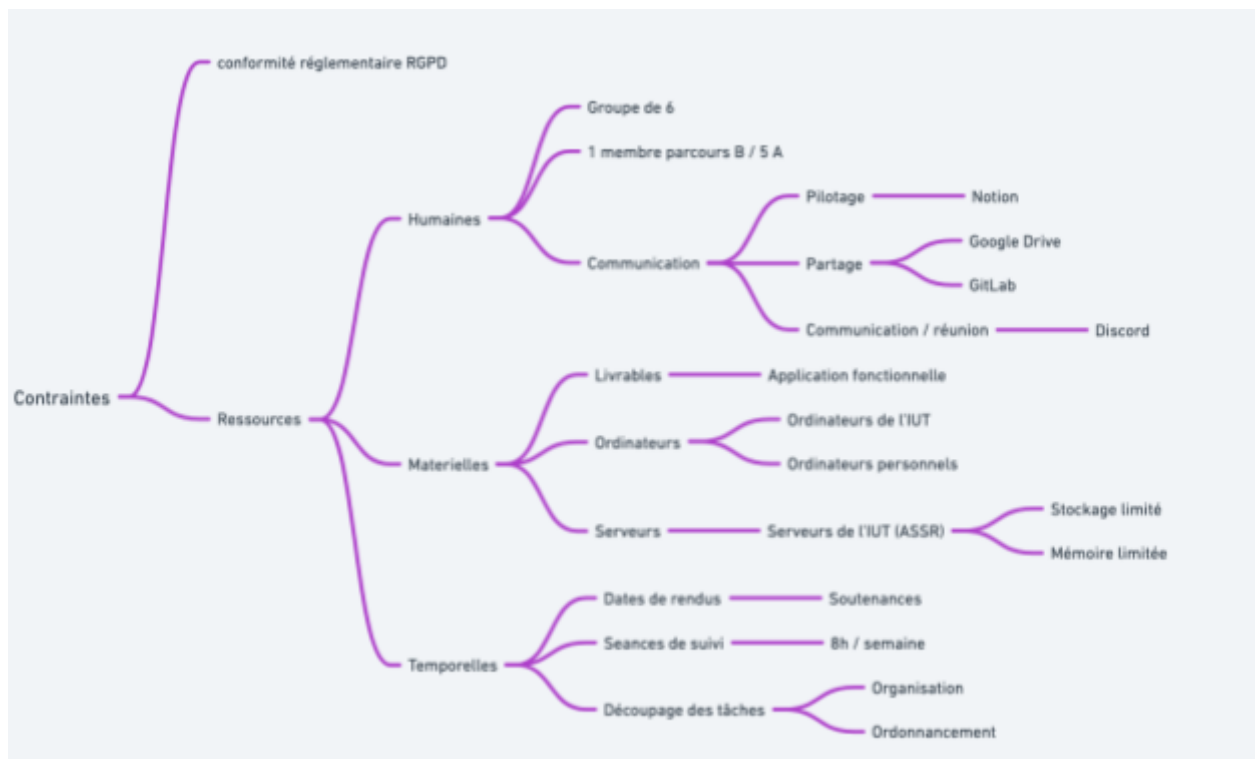 conformité réglementaire RGPD
Groupe de 6
1 membre parcours B / 5 A
Pilotage
Notion
Humaines
Google Drive
Communication
Partage
GitLab
Communication / réunion
Discord
Livrables
Application fonctionnelle
Contraintes
Ressources
Ordinateurs de l'IUT
Ordinateurs
Materielles
Ordinateurs personnels
Stockage limité
Serveurs
Serveurs de l'IUT (ASSR)
Mémoire limitée
Dates de rendus
Soutenances
Seances de suivi
8h / semaine
Temporelles
Organisation
Découpage des tâches
Ordonnancement